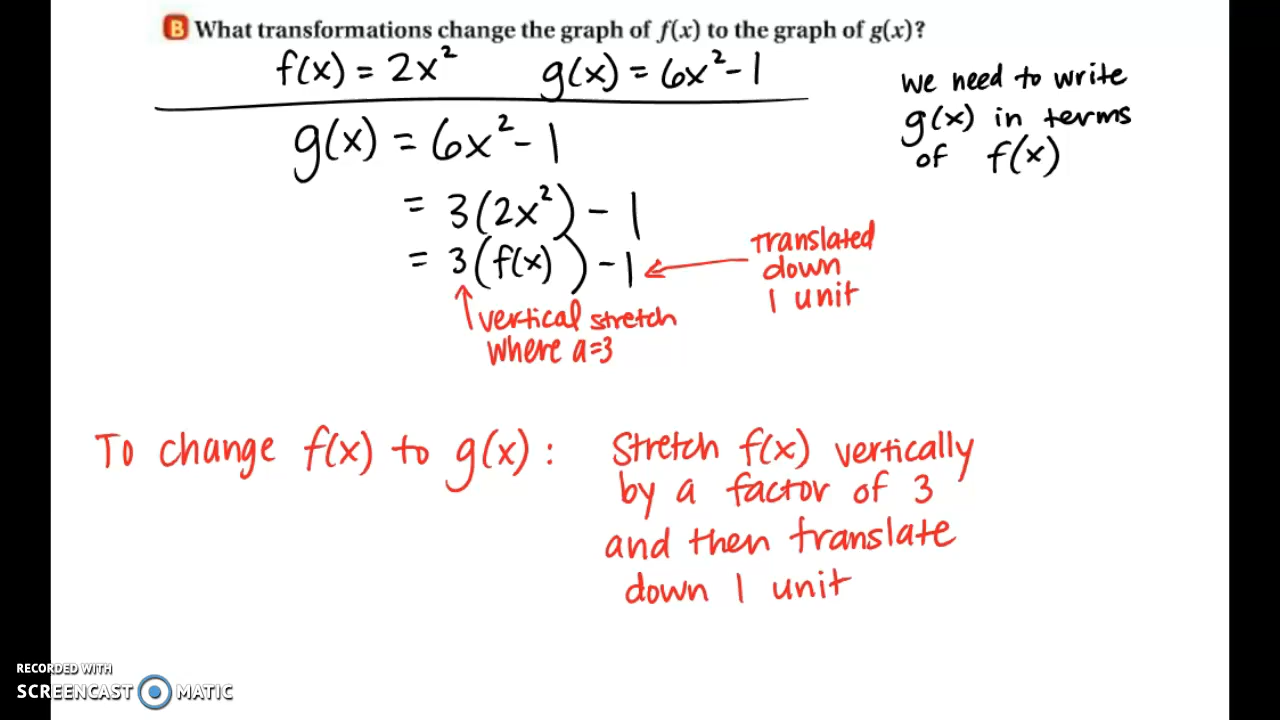 B What transformations change the graph of f(x) to the graph of g(x)?
f(x) = 2x² g(x) = 6x² - 1
we need to write
g(x) in terms
of f(x)
g(x) = 6x² - 1
= 3(2x²) - 1
= 3(f(x)) - 1
translated
down
1 unit
vertical stretch
where a=3
To change f(x) to g(x): Stretch f(x) vertically
by a factor of 3
and then translate
down 1 unit
RECORDED WITH
SCREENCAST MATIC